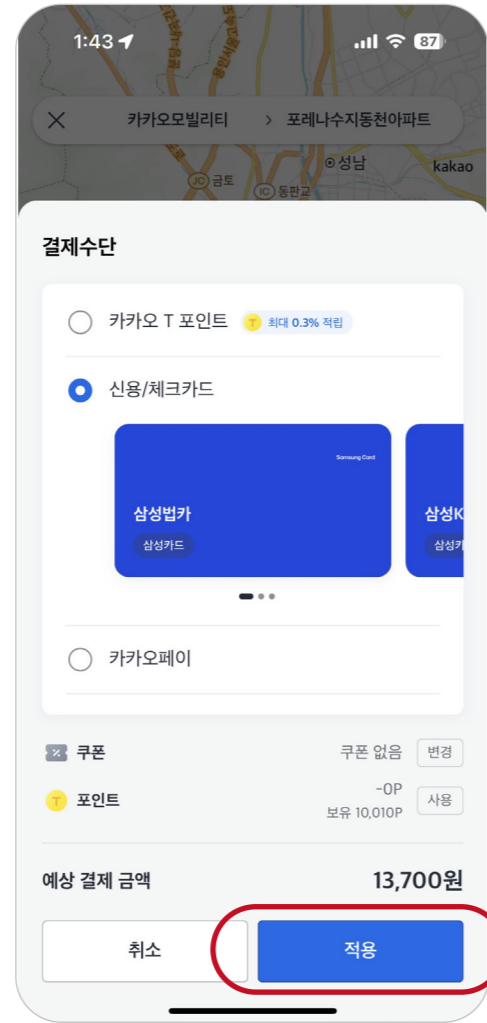 1:43
87
카카오모빌리티 > 포레나수지동천아파트
성남
kakao
JC 금토
IC 동판교
결제수단
카카오 T 포인트 T 최대 0.3% 적립
신용/체크카드
Samsung Card
삼성법카
삼성카드
삼성K
카카오페이
쿠폰 쿠폰 없음 변경
T 포인트 -0P 사용
보유 10,010P
예상 결제 금액 13,700원
취소 적용